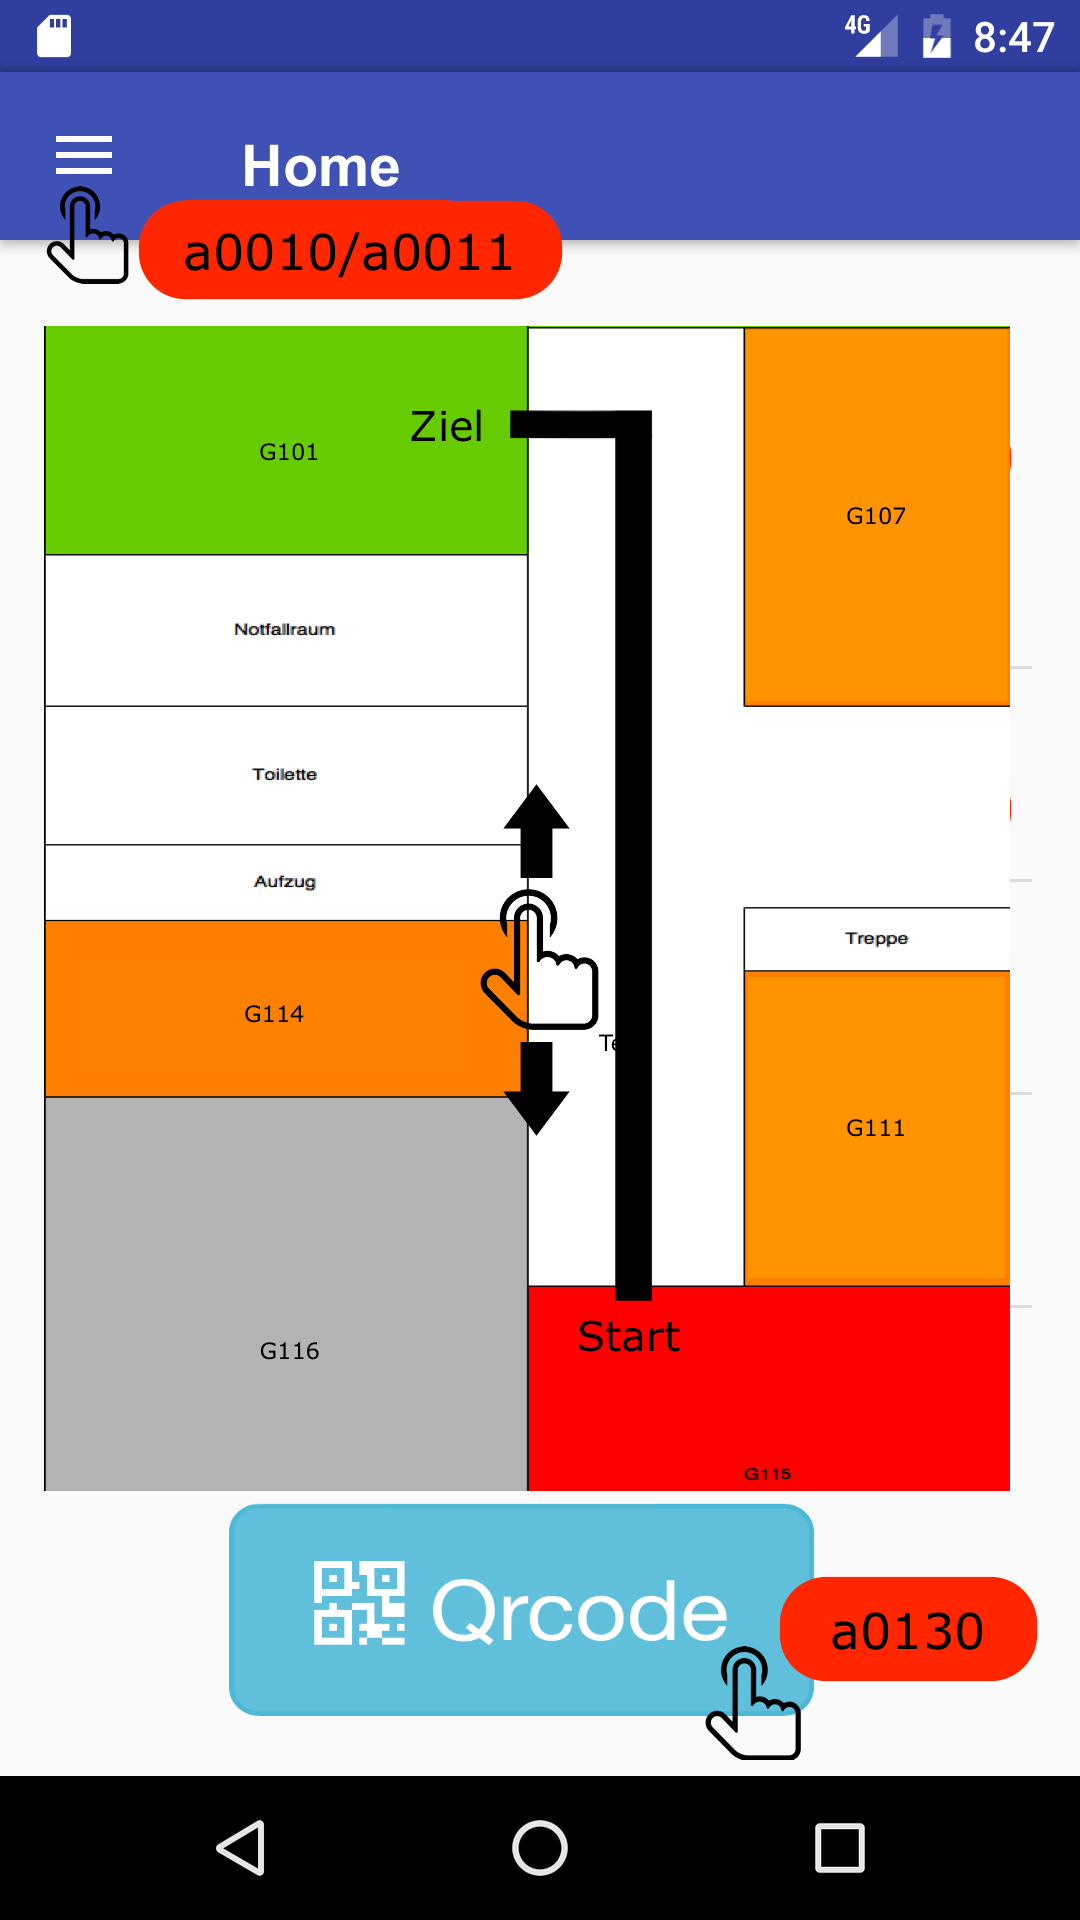 4G 8:47
Home
a0010/a0011
Ziel
G101
G107
Notfallraum
Toilette
Aufzug
Treppe
G114
G111
Start
G116
G115
Qrcode
a0130